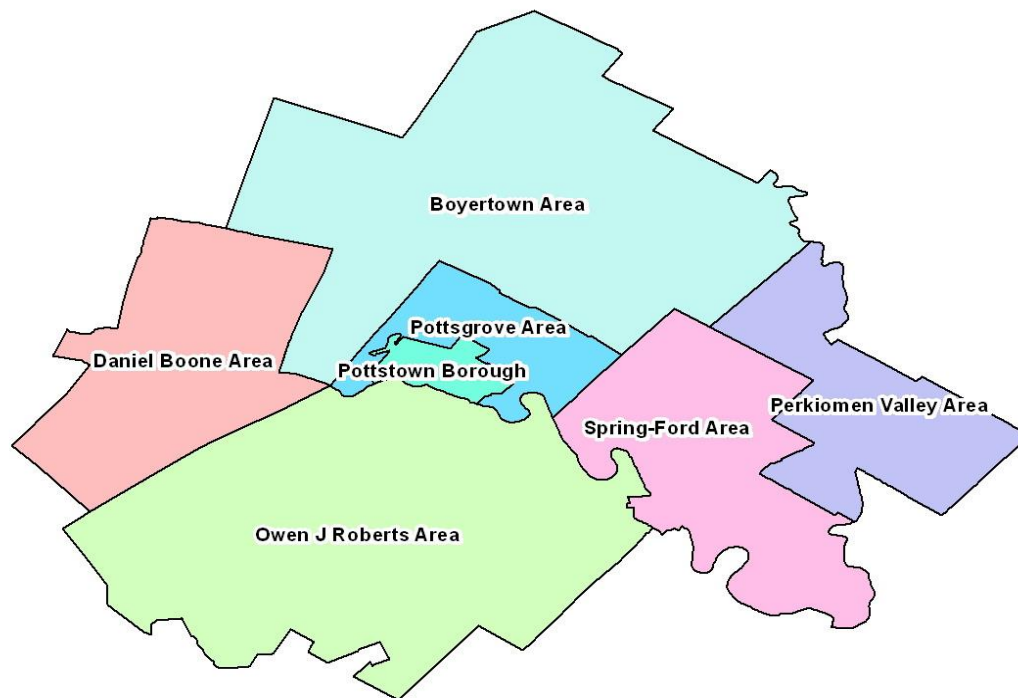 Boyertown Area
Pottsgrove Area
Daniel Boone Area
Pottstown Borough
Perkiomen Valley Area
Spring-Ford Area
Owen J Roberts Area